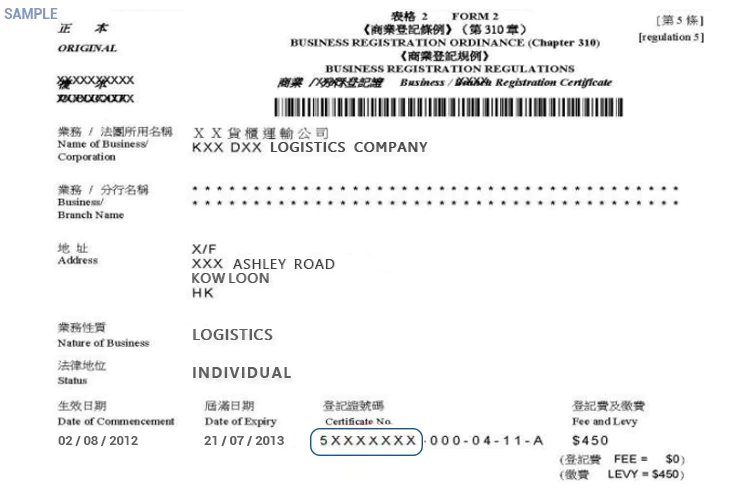 SAMPLE
正 本
ORIGINAL
表格 2 FORM 2
《商業登記條例》(第 310 章)
BUSINESS REGISTRATION ORDINANCE (Chapter 310)
《商業登記規例》
BUSINESS REGISTRATION REGULATIONS
[第 5 條]
[regulation 5]
商業 / 登記證 Business / Registration Certificate
業務 / 法團所用名稱
Name of Business/
Corporation
X X 貨櫃運輸公司
KXX DXX LOGISTICS COMPANY
業務 / 分行名稱
Business/
Branch Name
* * * * * * * * * * * * * * * * * * * * * * * * * * * * * * * * * * * * *
* * * * * * * * * * * * * * * * * * * * * * * * * * * * * * * * * * * * *
地 址
Address
X/F
XXX ASHLEY ROAD
KOWLOON
HK
業務性質
Nature of Business
LOGISTICS
法律地位
Status
INDIVIDUAL
生效日期
Date of Commencement
02 / 08 / 2012
屆滿日期
Date of Expiry
21 / 07 / 2013
登記證號碼
Certificate No.
5XXXXXXX-000-04-11-A
登記費及徵費
Fee and Levy
$450
(登記費 FEE = $0)
(徵費 LEVY = $450)